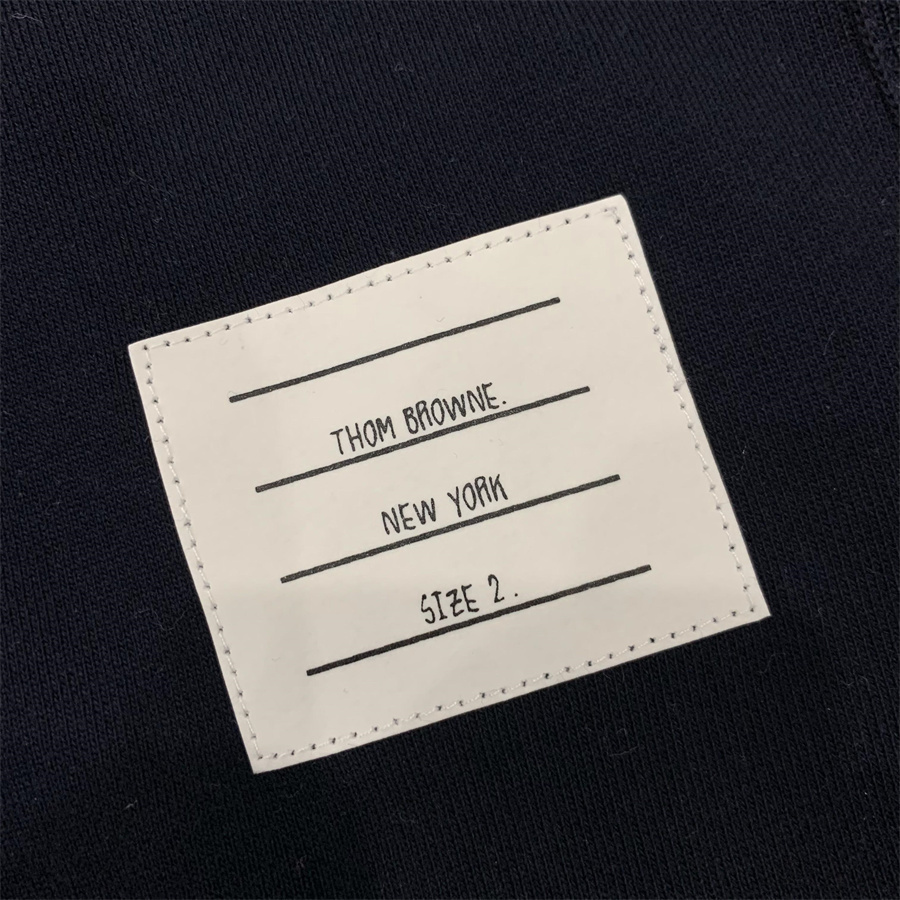 THOM BROWNE.
NEW YORK
SIZE 2.